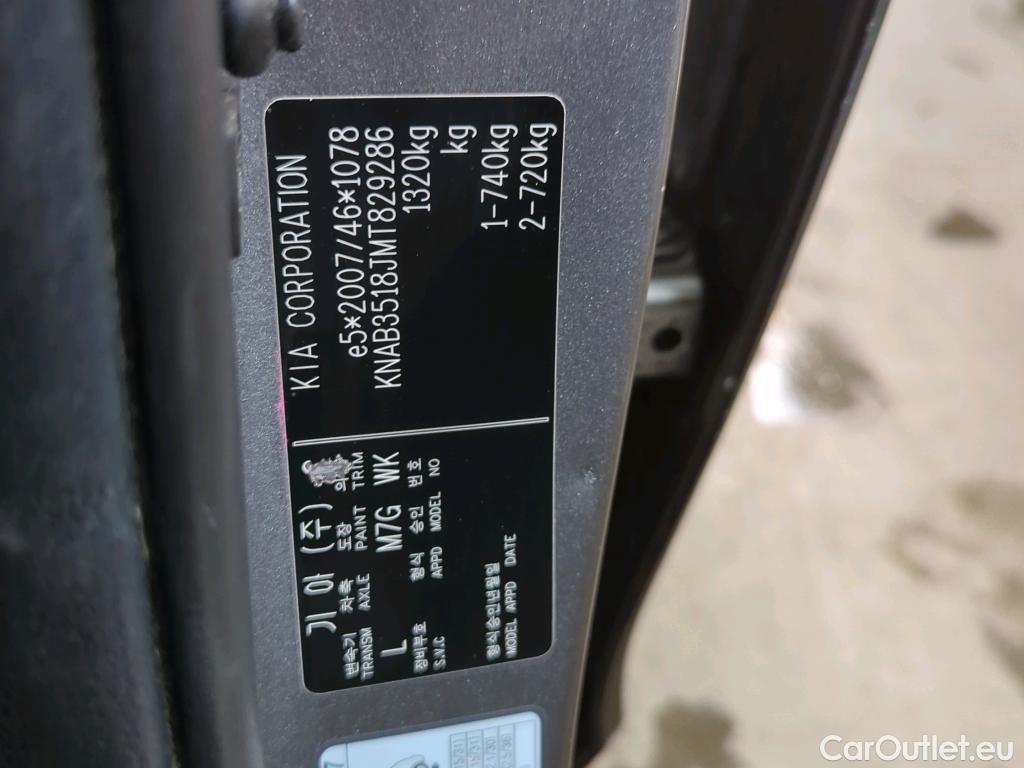 기아 (주) KIA CORPORATION
변속기 차축 도장 의
TRANSM AXLE PAINT TRIM
e5*2007/46*1078
L M7G WK
KNAB3518JMT829286
장비부호 형식 승인 번호
S.V.C APPD MODEL NO
1320kg
kg
형식승인년월일
MODEL APPD DATE
1-740kg
2-720kg
CarOutlet.eu